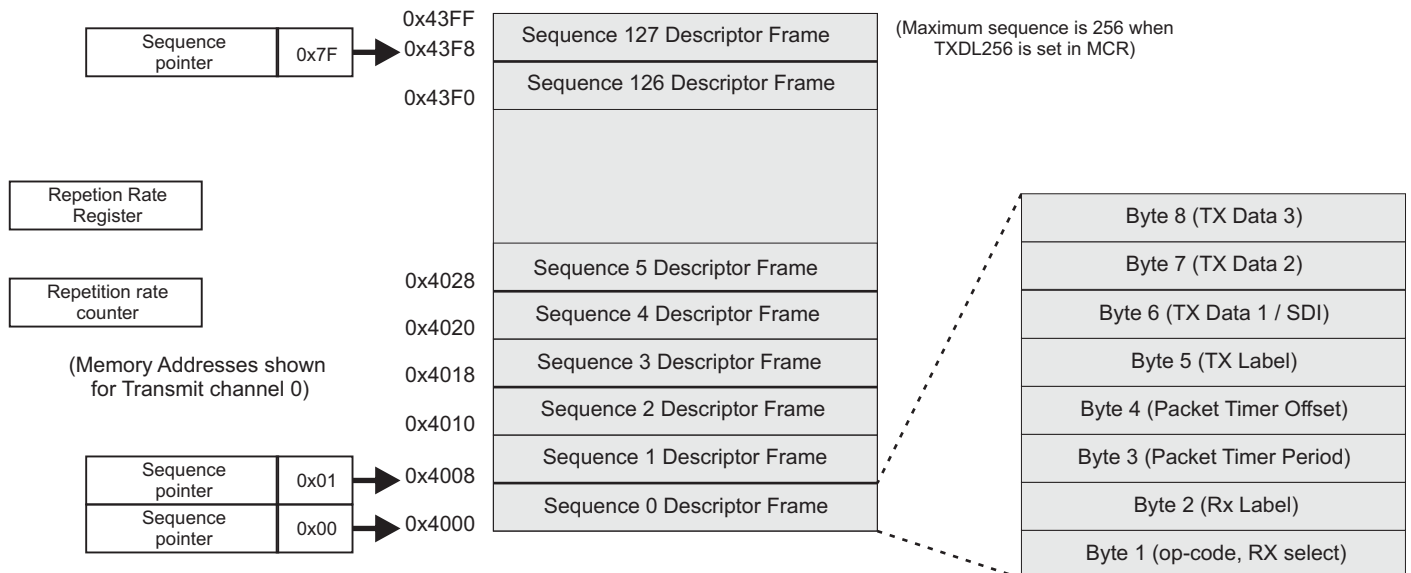 0x43FF
Sequence
pointer
0x7F
0x43F8
Sequence 127 Descriptor Frame
(Maximum sequence is 256 when
TXDL256 is set in MCR)
0x43F0
Sequence 126 Descriptor Frame
Repetion Rate
Register
Repetition rate
counter
(Memory Addresses shown
for Transmit channel 0)
0x4028
Sequence 5 Descriptor Frame
0x4020
Sequence 4 Descriptor Frame
0x4018
Sequence 3 Descriptor Frame
0x4010
Sequence 2 Descriptor Frame
Sequence
pointer
0x01
0x4008
Sequence 1 Descriptor Frame
Sequence
pointer
0x00
0x4000
Sequence 0 Descriptor Frame
Byte 8 (TX Data 3)
Byte 7 (TX Data 2)
Byte 6 (TX Data 1 / SDI)
Byte 5 (TX Label)
Byte 4 (Packet Timer Offset)
Byte 3 (Packet Timer Period)
Byte 2 (Rx Label)
Byte 1 (op-code, RX select)